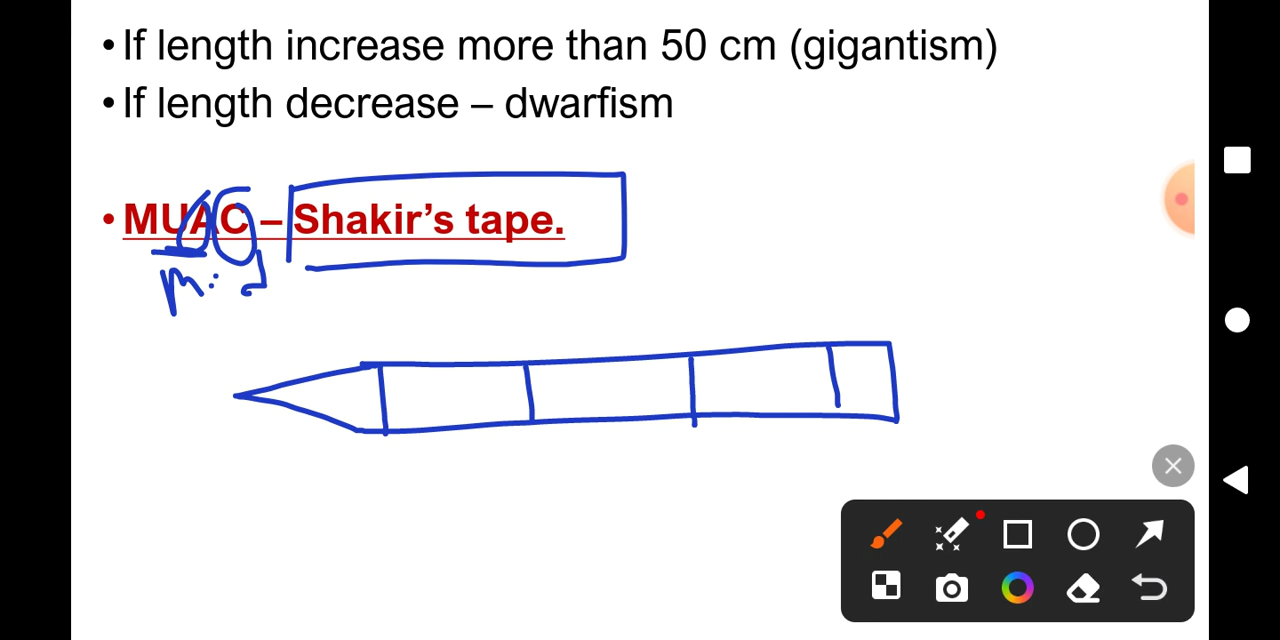 • If length increase more than 50 cm (gigantism)
• If length decrease – dwarfism
• MUAC – Shakir's tape.